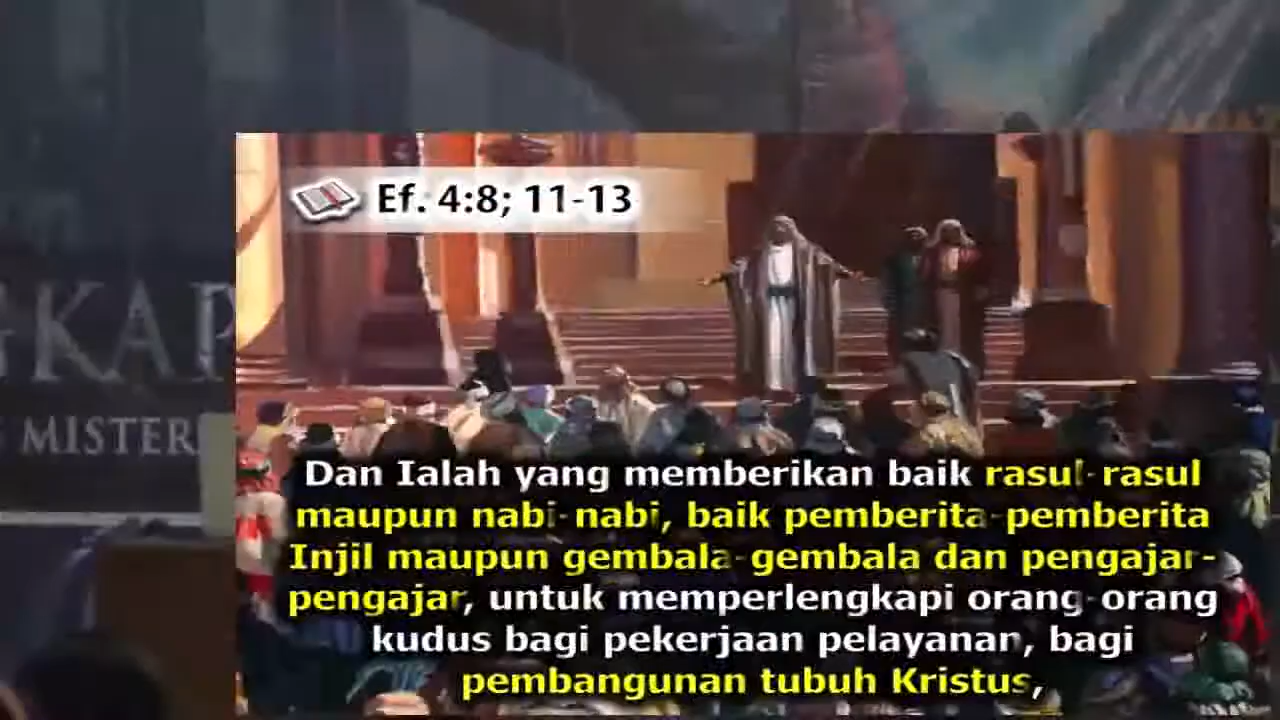 Ef. 4:8; 11-13
GKAP
MISTER
Dan Ialah yang memberikan baik rasul-rasul
maupun nabi-nabi, baik pemberita-pemberita
Injil maupun gembala-gembala dan pengajar-
pengajar, untuk memperlengkapi orang-orang
kudus bagi pekerjaan pelayanan, bagi
pembangunan tubuh Kristus,